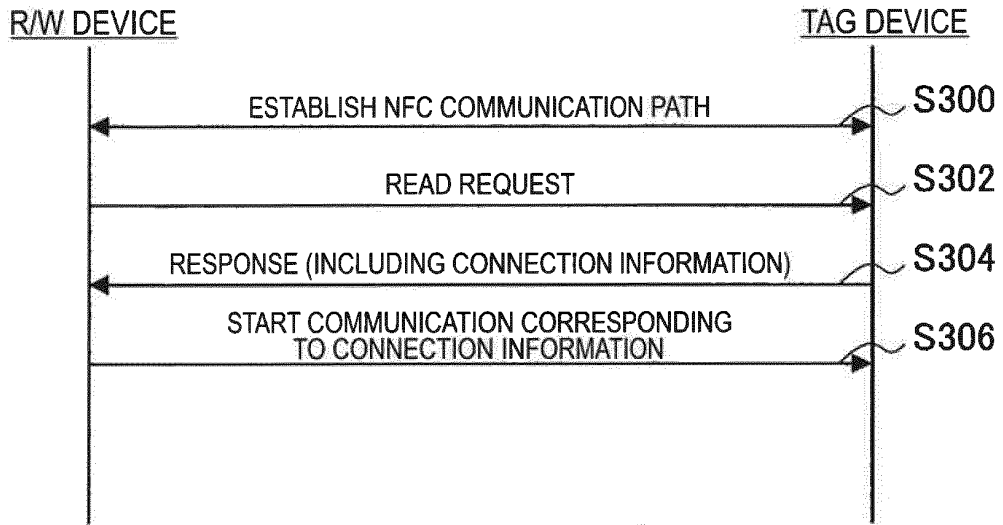 R/W DEVICE
TAG DEVICE
ESTABLISH NFC COMMUNICATION PATH
S300
READ REQUEST
S302
RESPONSE (INCLUDING CONNECTION INFORMATION)
S304
START COMMUNICATION CORRESPONDING
TO CONNECTION INFORMATION
S306